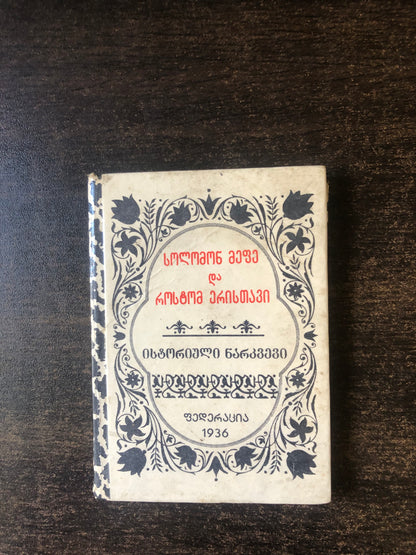 სოლომონ მეფე
და
როსტომ ერისთავი
ისტორიული ნარკვევი
ფედერაცია
1936